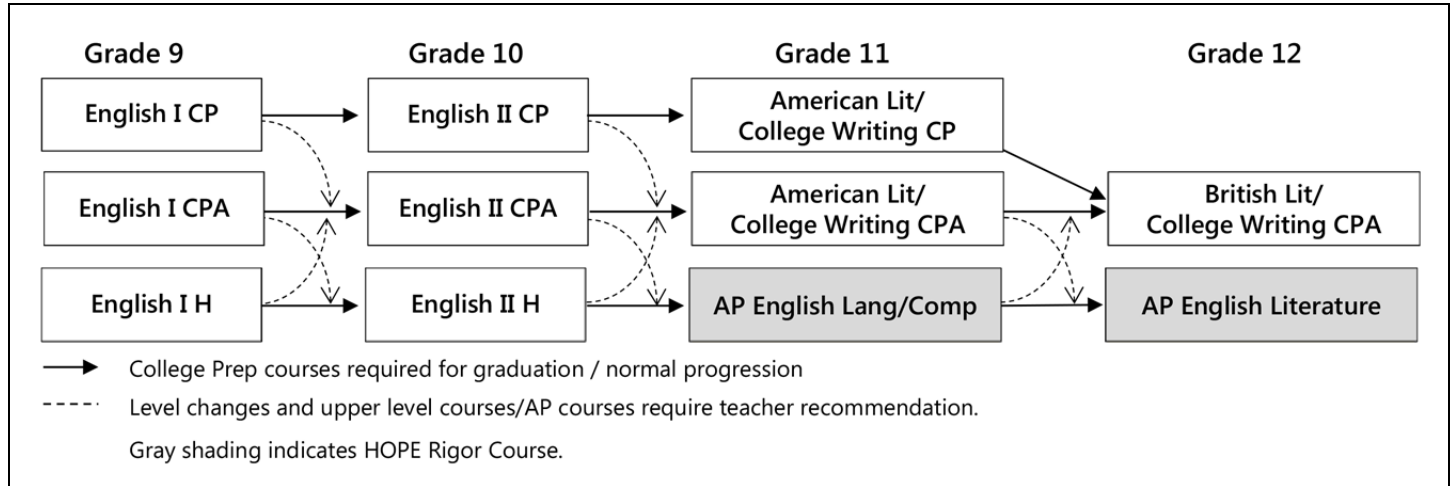 Grade 9
Grade 10
Grade 11
Grade 12
English I CP
English II CP
American Lit/
College Writing CP
English I CPA
English II CPA
American Lit/
College Writing CPA
British Lit/
College Writing CPA
English I H
English II H
AP English Lang/Comp
AP English Literature
College Prep courses required for graduation / normal progression
Level changes and upper level courses/AP courses require teacher recommendation.
Gray shading indicates HOPE Rigor Course.